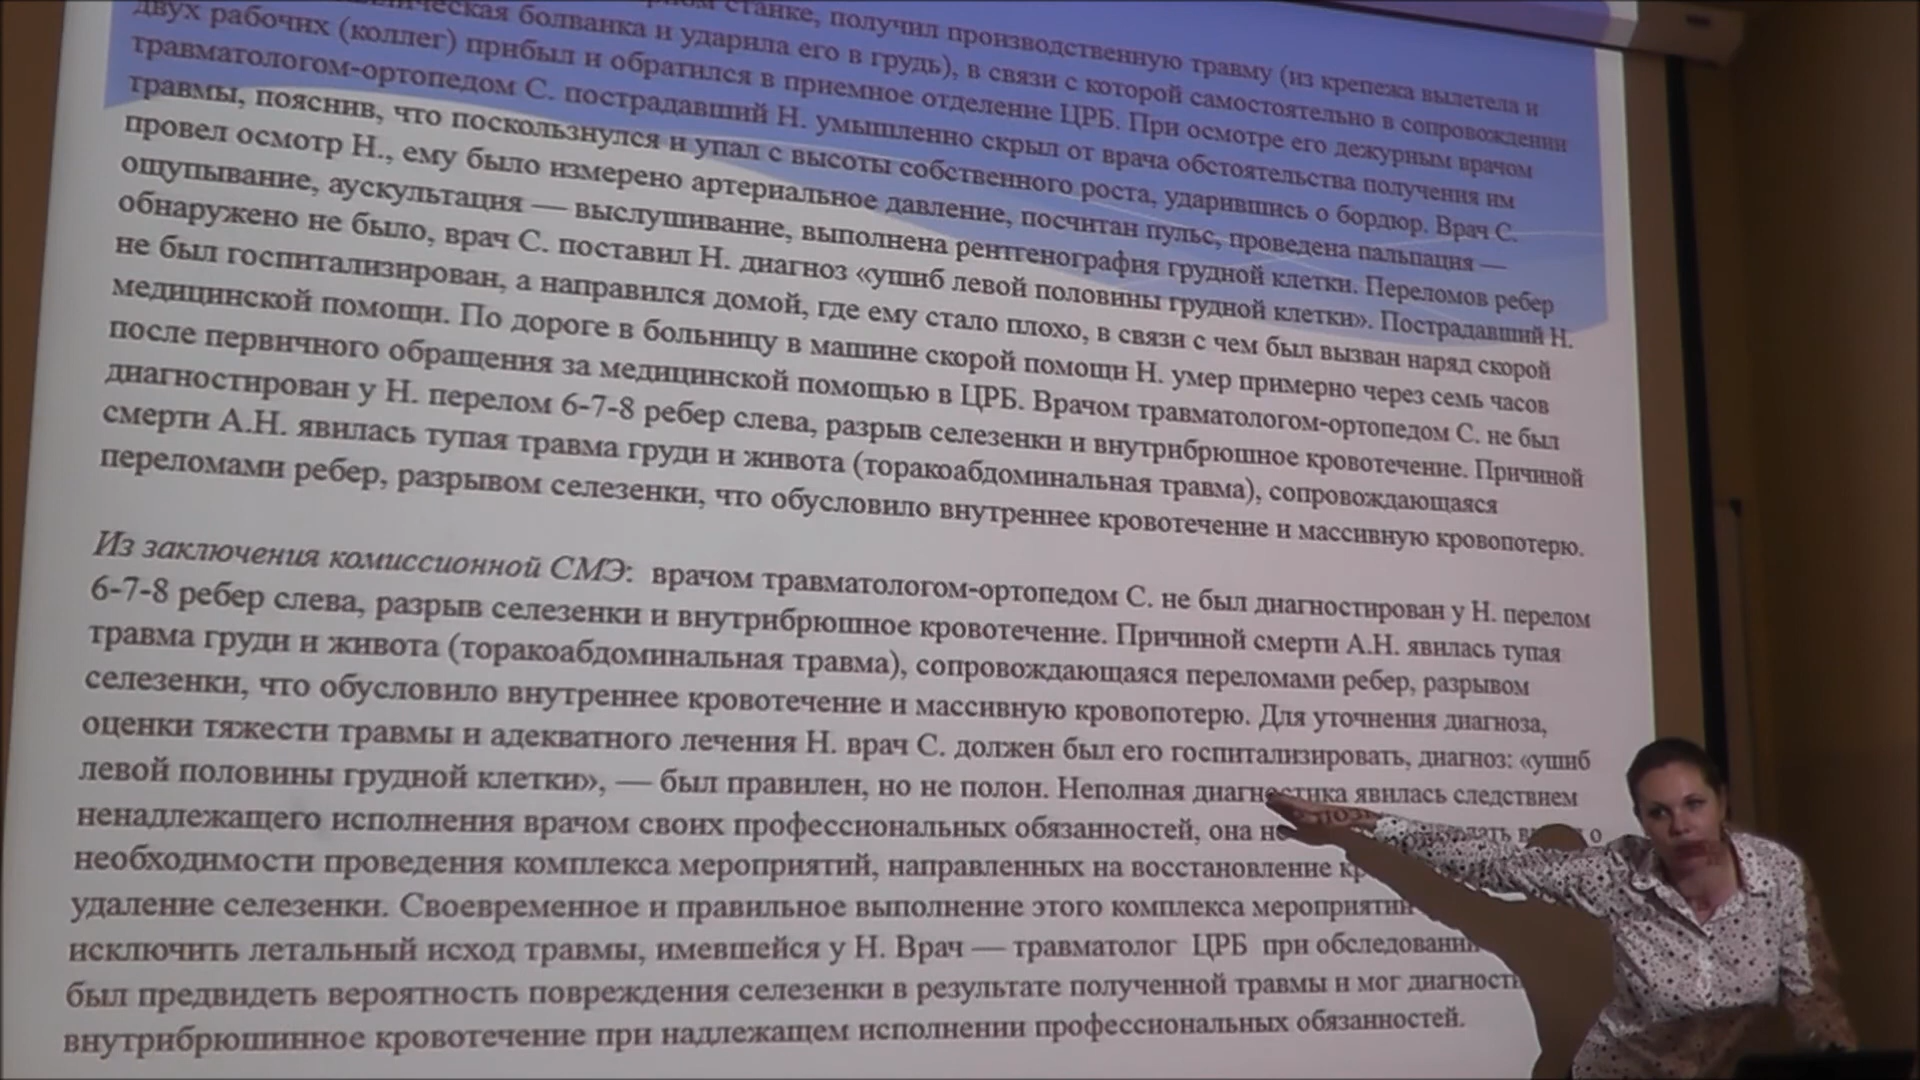 станке, получил производственную травму (из крепежа вылетела и
болванка и ударила его в грудь), в связи с которой самостоятельно в сопровождении
двух рабочих (коллег) прибыл и обратился в приемное отделение ЦРБ. При осмотре его дежурным врачом
травматологом-ортопедом С. пострадавший Н. умышленно скрыл от врача обстоятельства получения им
травмы, пояснив, что поскользнулся и упал с высоты собственного роста, ударившись о бордюр. Врач С.
провел осмотр Н., ему было измерено артериальное давление, посчитан пульс, проведена пальпация —
ощупывание, аускультация — выслушивание, выполнена рентгенография грудной клетки. Переломов ребер
обнаружено не было, врач С. поставил Н. диагноз «ушиб левой половины грудной клетки». Пострадавший Н.
не был госпитализирован, а направился домой, где ему стало плохо, в связи с чем был вызван наряд скорой
медицинской помощи. По дороге в больницу в машине скорой помощи Н. умер примерно через семь часов
после первичного обращения за медицинской помощью в ЦРБ. Врачом травматологом-ортопедом С. не был
диагностирован у Н. перелом 6-7-8 ребер слева, разрыв селезенки и внутрибрюшное кровотечение. Причиной
смерти А.Н. явилась тупая травма груди и живота (торакоабдоминальная травма), сопровождающаяся
переломами ребер, разрывом селезенки, что обусловило внутреннее кровотечение и массивную кровопотерю.
Из заключения комиссионной СМЭ: врачом травматологом-ортопедом С. не был диагностирован у Н. перелом
6-7-8 ребер слева, разрыв селезенки и внутрибрюшное кровотечение. Причиной смерти А.Н. явилась тупая
травма груди и живота (торакоабдоминальная травма), сопровождающаяся переломами ребер, разрывом
селезенки, что обусловило внутреннее кровотечение и массивную кровопотерю. Для уточнения диагноза,
оценки тяжести травмы и адекватного лечения Н. врач С. должен был его госпитализировать, диагноз: «ушиб
левой половины грудной клетки», — был правилен, но не полон. Неполная диагностика явилась следствием
ненадлежащего исполнения врачом своих профессиональных обязанностей, она о
необходимости проведения комплекса мероприятий, направленных на восстановление
удаление селезенки. Своевременное и правильное выполнение этого комплекса мероприятий
исключить летальный исход травмы, имевшейся у Н. Врач — травматолог ЦРБ при обследовании
был предвидеть вероятность повреждения селезенки в результате полученной травмы и мог
внутрибрюшинное кровотечение при надлежащем исполнении профессиональных обязанностей.